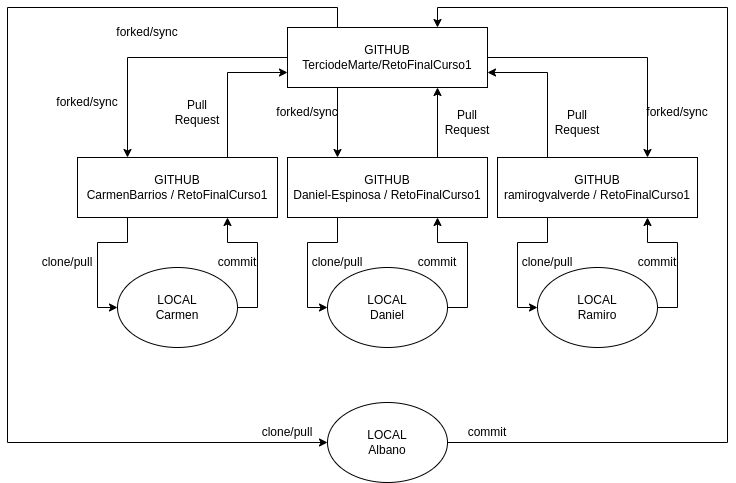 forked/sync
GITHUB
TerciodeMarte/RetoFinalCurso1
forked/sync
Pull
Request
forked/sync
Pull
Request
Pull
Request
forked/sync
GITHUB
CarmenBarrios / RetoFinalCurso1
GITHUB
Daniel-Espinosa / RetoFinalCurso1
GITHUB
ramirogvalverde / RetoFinalCurso1
clone/pull
commit
clone/pull
commit
clone/pull
commit
LOCAL
Carmen
LOCAL
Daniel
LOCAL
Ramiro
clone/pull
LOCAL
Albano
commit